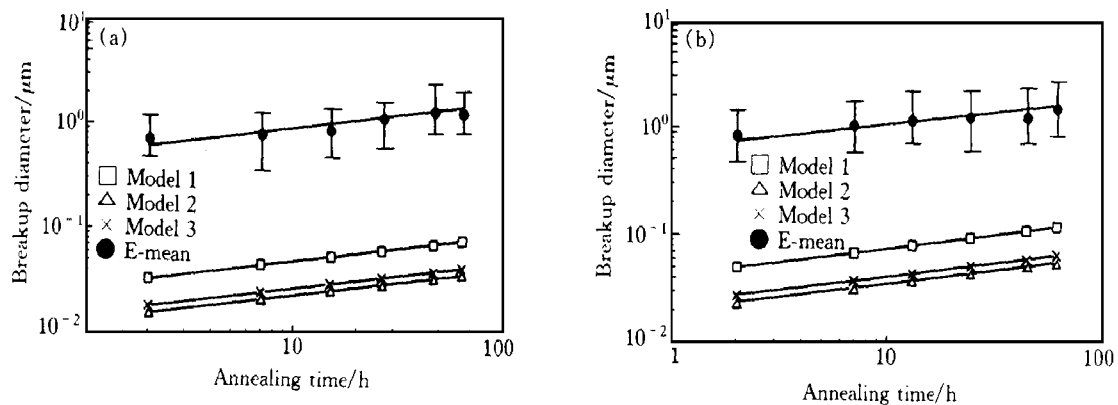 (a)
10¹
10⁰
10⁻¹
10⁻²
Breakup diameter/μm
Model 1
Model 2
Model 3
E-mean
10
100
Annealing time/h
(b)
10¹
10⁰
10⁻¹
10⁻²
Breakup diameter/μm
Model 1
Model 2
Model 3
E-mean
1
10
100
Annealing time/h